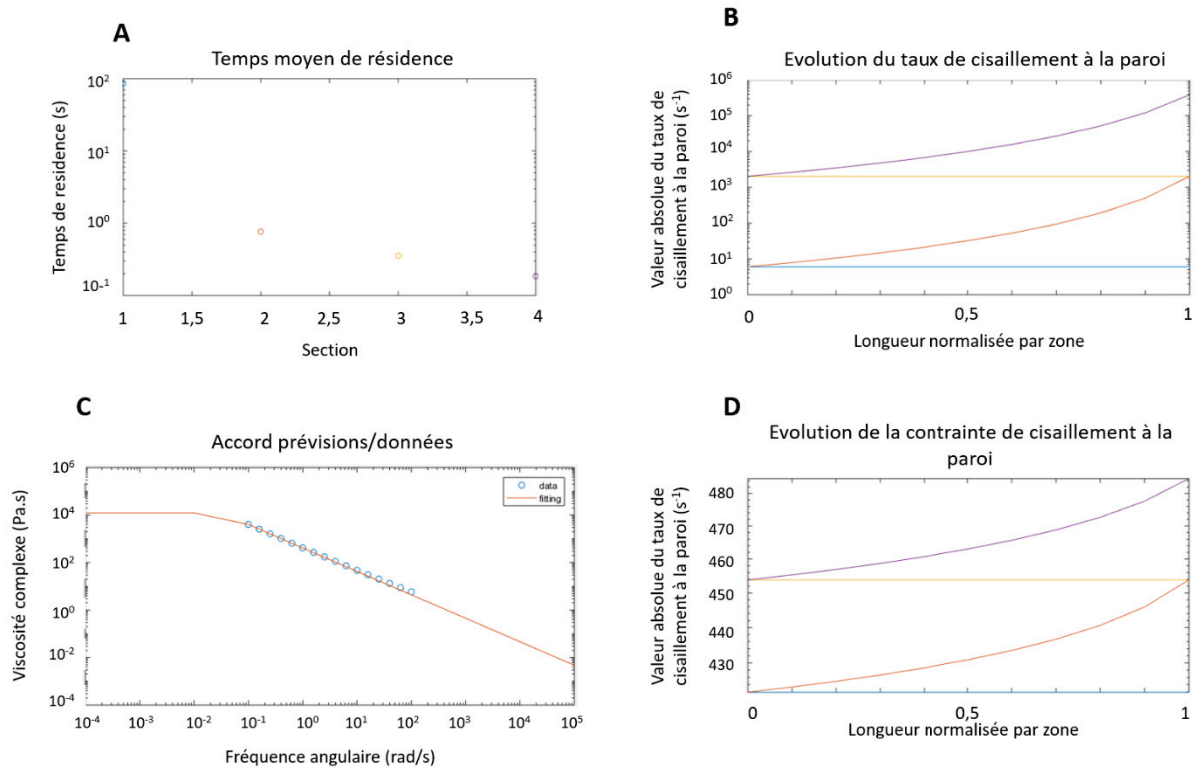 A
Temps moyen de résidence
Temps de residence (s)
10²
10¹
10⁰
10⁻¹
1 1,5 2 2,5 3 3,5 4
Section
B
Evolution du taux de cisaillement à la paroi
Valeur absolue du taux de
cisaillement à la paroi (s⁻¹)
10⁶
10⁵
10⁴
10³
10²
10¹
10⁰
0 0,5 1
Longueur normalisée par zone
C
Accord prévisions/données
Viscosité complexe (Pa.s)
10⁶
10⁴
10²
10⁰
10⁻²
10⁻⁴
data
fitting
10⁻⁴ 10⁻³ 10⁻² 10⁻¹ 10⁰ 10¹ 10² 10³ 10⁴ 10⁵
Fréquence angulaire (rad/s)
D
Evolution de la contrainte de cisaillement à la
paroi
Valeur absolue du taux de
cisaillement à la paroi (s⁻¹)
480
470
460
450
440
430
0 0,5 1
Longueur normalisée par zone